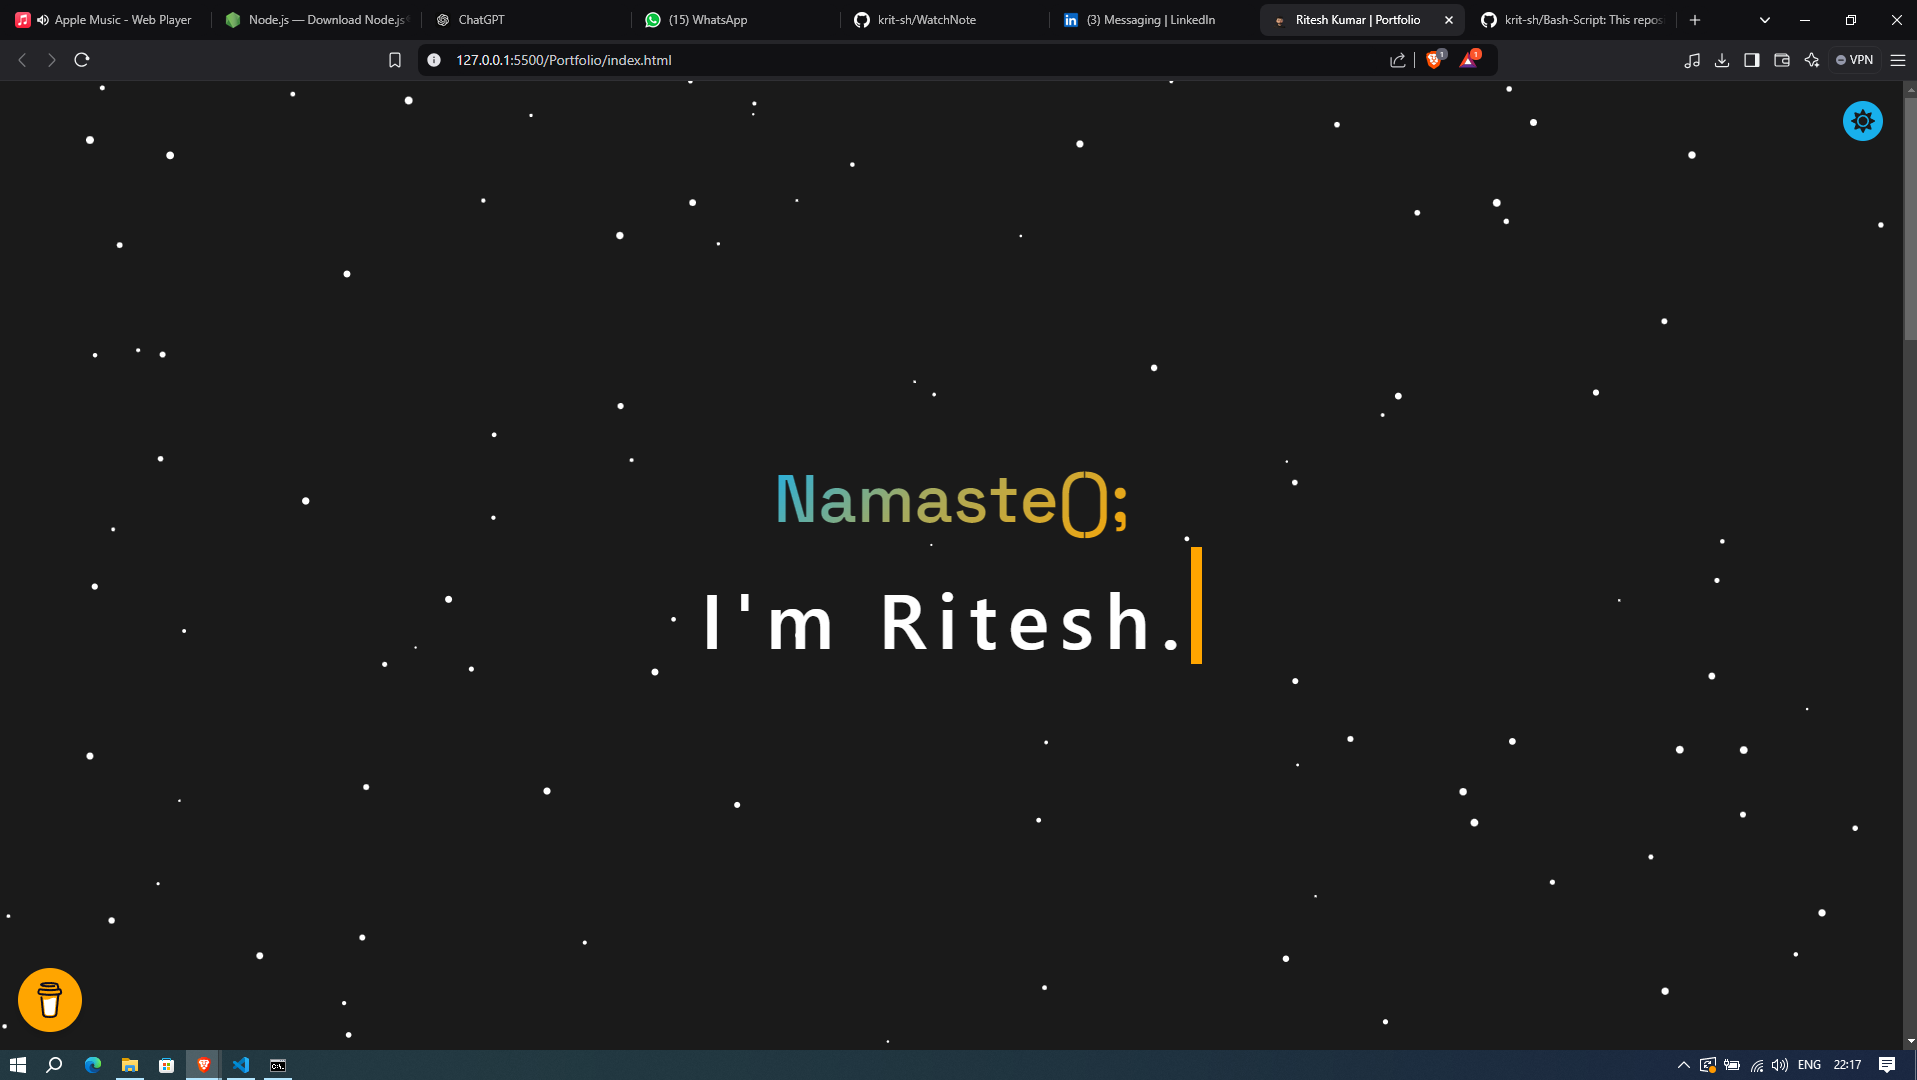 Apple Music - Web Player
Node.js — Download Node.js®
ChatGPT
(15) WhatsApp
krit-sh/WatchNote
(3) Messaging | LinkedIn
Ritesh Kumar | Portfolio
krit-sh/Bash-Script: This repos
127.0.0.1:5500/Portfolio/index.html
1
1
VPN
Namaste();
I'm Ritesh.
ENG
22:17